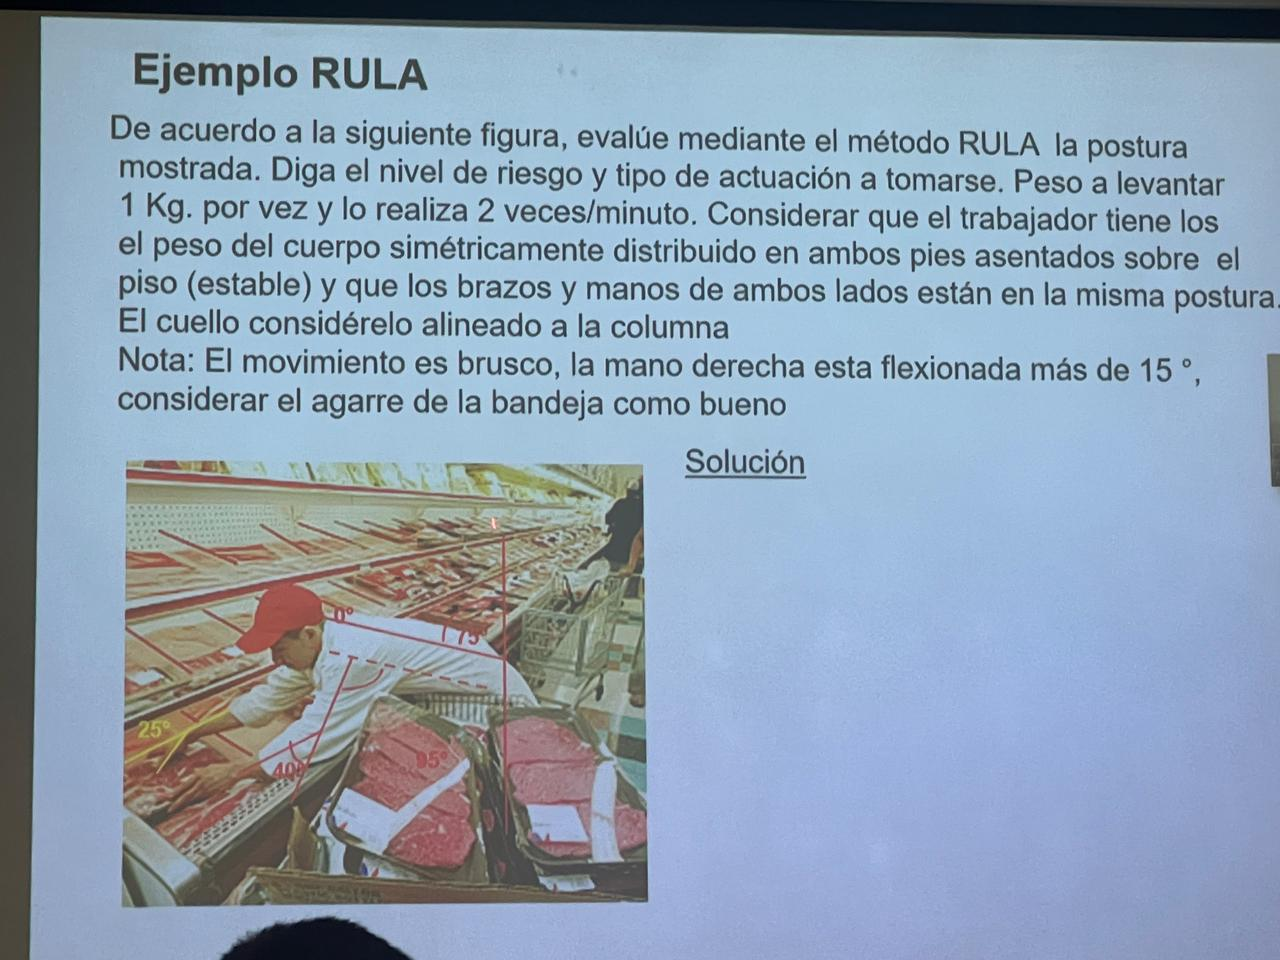 Ejemplo RULA
De acuerdo a la siguiente figura, evalúe mediante el método RULA la postura
mostrada. Diga el nivel de riesgo y tipo de actuación a tomarse. Peso a levantar
1 Kg. por vez y lo realiza 2 veces/minuto. Considerar que el trabajador tiene los
el peso del cuerpo simétricamente distribuido en ambos pies asentados sobre el
piso (estable) y que los brazos y manos de ambos lados están en la misma postura.
El cuello considérelo alineado a la columna
Nota: El movimiento es brusco, la mano derecha esta flexionada más de 15 °,
considerar el agarre de la bandeja como bueno
Solución
0°
75°
25°
95°
40°